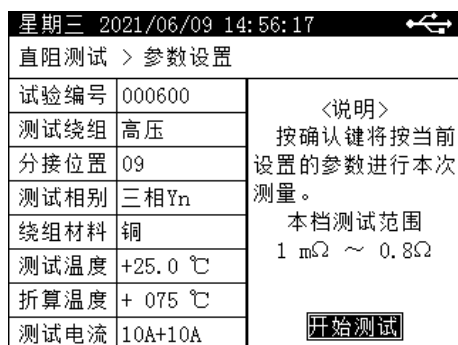 星期三 2021/06/09 14:56:17
直阻测试 > 参数设置
试验编号 000600
测试绕组 高压
分接位置 09
测试相别 三相Yn
绕组材料 铜
测试温度 +25.0 ℃
折算温度 + 075 ℃
测试电流 10A+10A
<说明>
按确认键将按当前
设置的参数进行本次
测量。
本档测试范围
1 mΩ ～ 0.8Ω
开始测试